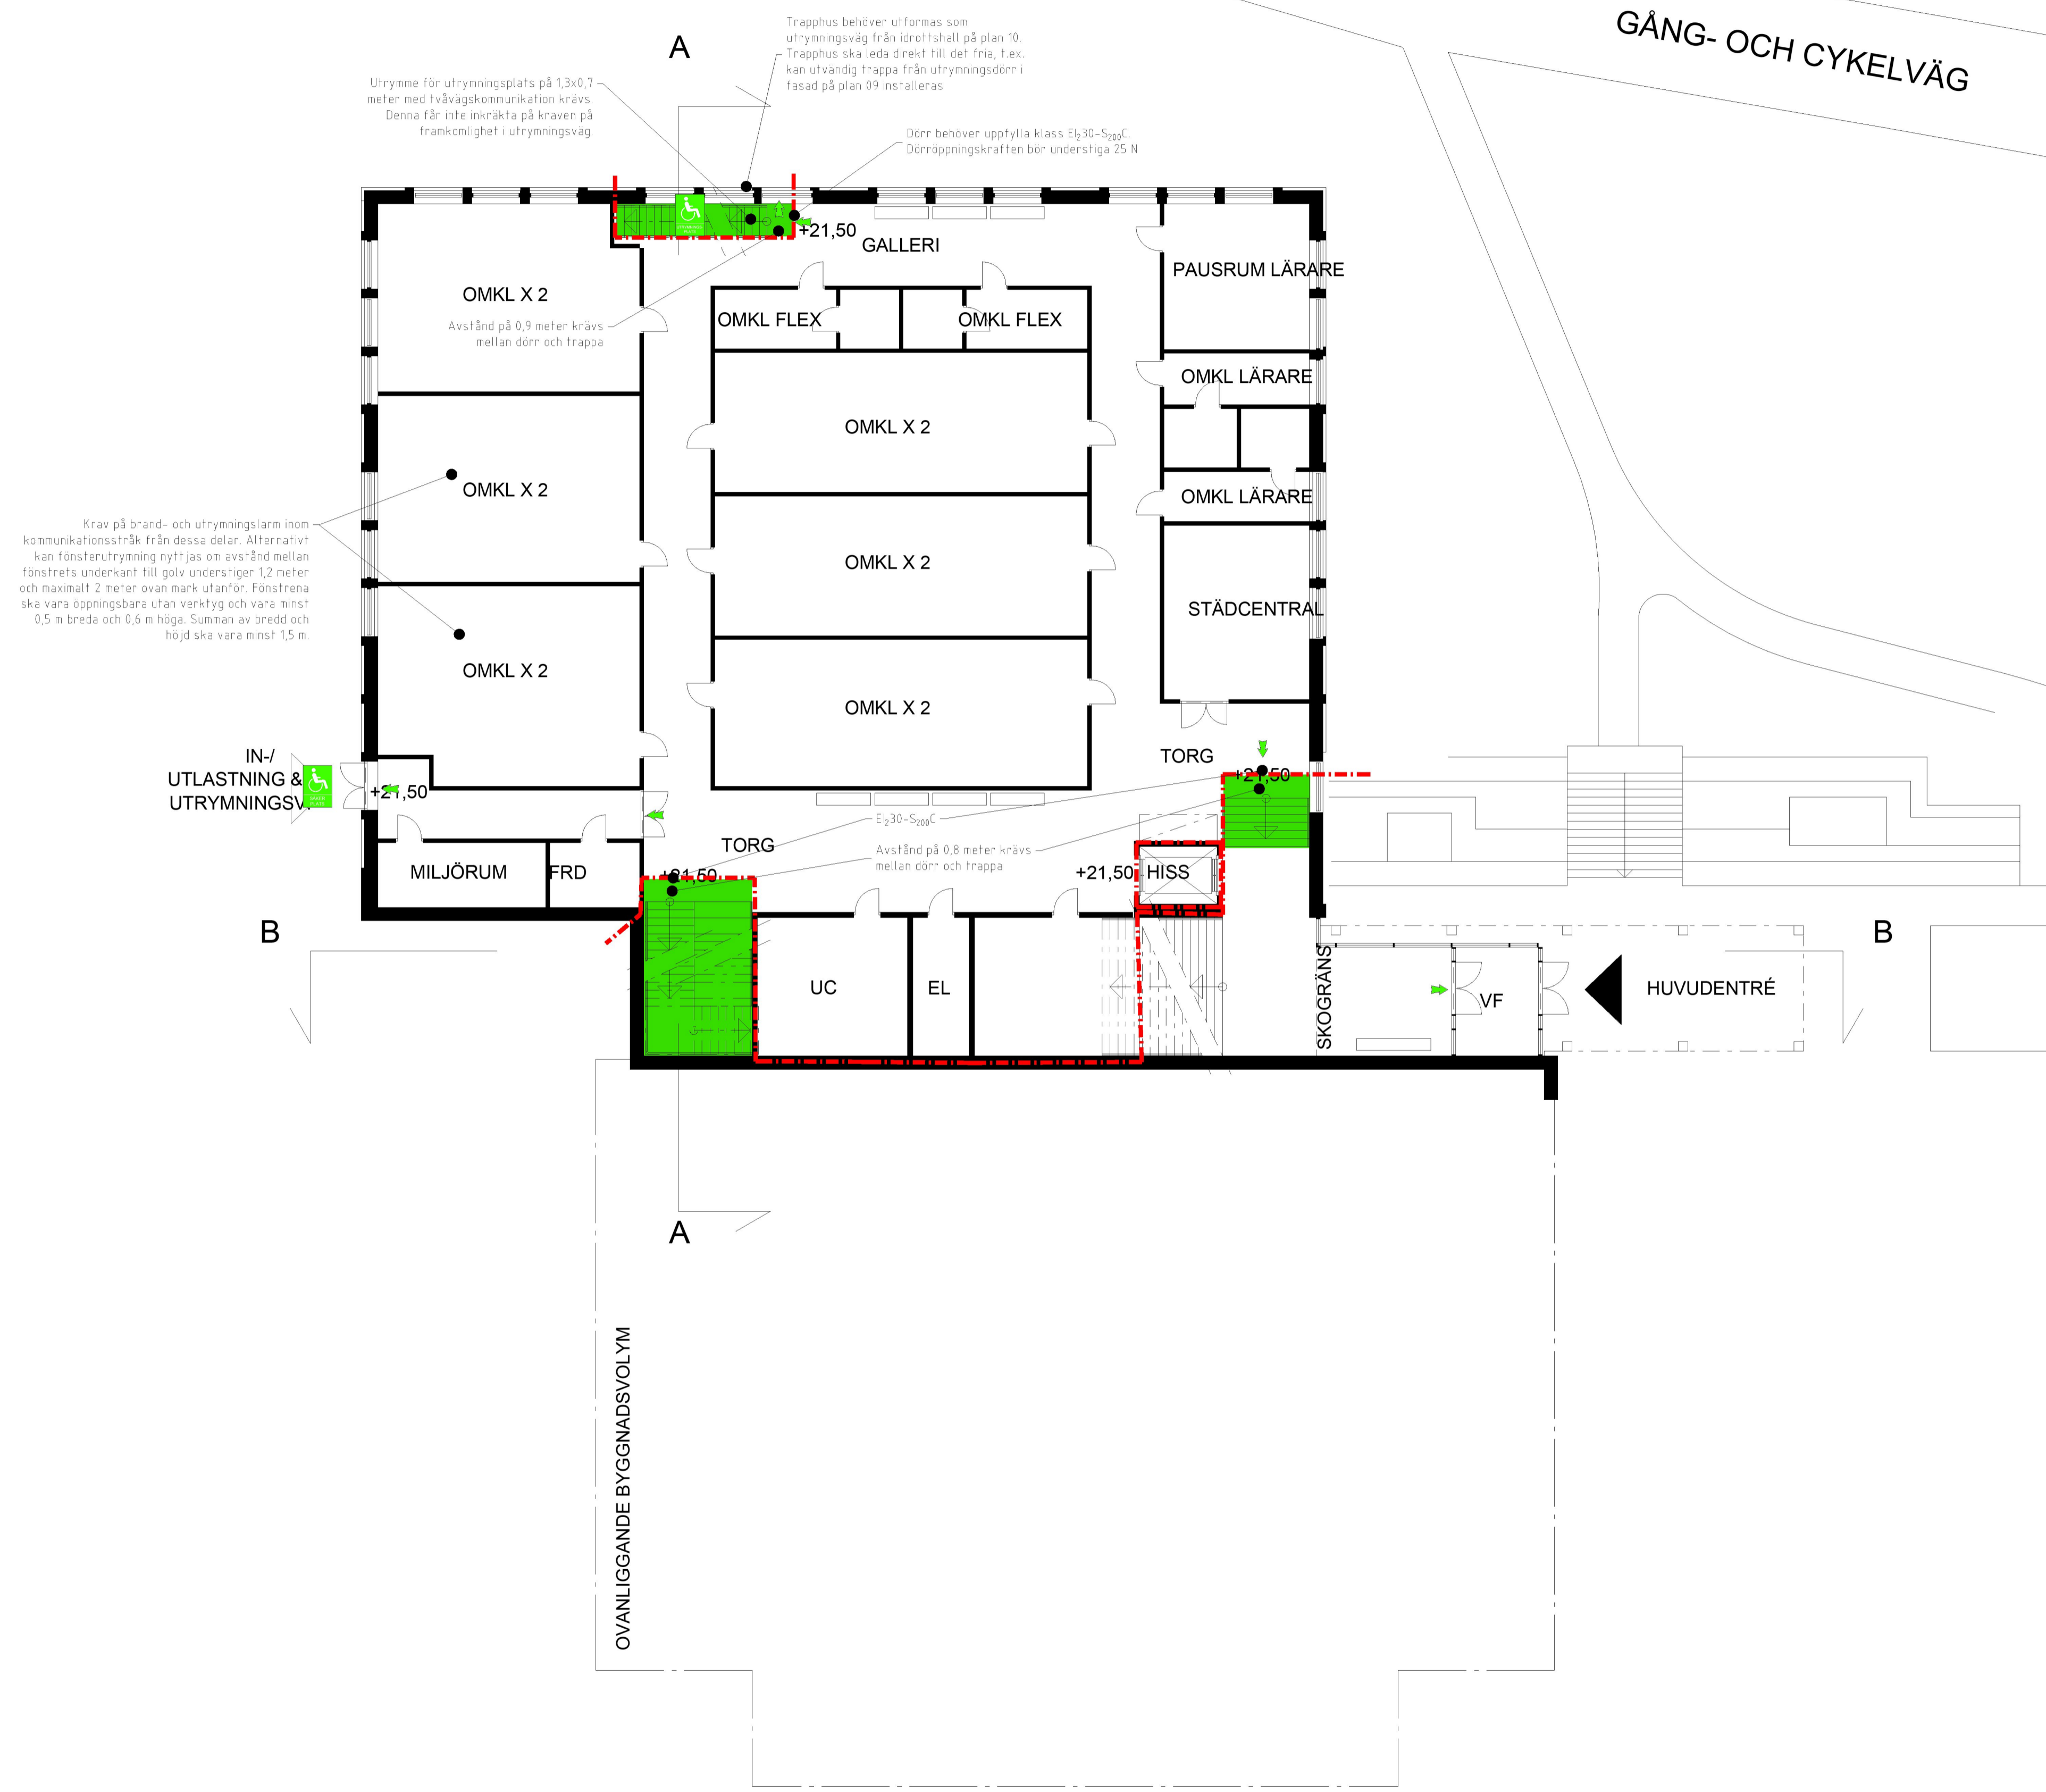 GÅNG- OCH CYKELVÄG
A
Trapphus behöver utformas som
utrymningsväg från idrottshall på plan 10.
Trapphus ska leda direkt till det fria, t.ex.
kan utvändig trappa från utrymningsdörr i
fasad på plan 09 installeras
Utrymme för utrymningsplats på 1,3x0,7
meter med tvåvägskommunikation krävs.
Denna får inte inkräkta på kraven på
framkomlighet i utrymningsväg.
Dörr behöver uppfylla klass EI₂30-S₂₀₀C.
Dörröppningskraften bör understiga 25 N
+21,50
GALLERI
PAUSRUM LÄRARE
OMKL X 2
Avstånd på 0,9 meter krävs
mellan dörr och trappa
OMKL FLEX
OMKL FLEX
OMKL LÄRARE
OMKL X 2
OMKL X 2
OMKL LÄRARE
Krav på brand- och utrymningslarm inom
kommunikationsstråk från dessa delar. Alternativt
kan fönsterutrymning nyttjas om avstånd mellan
fönstrets underkant till golv understiger 1,2 meter
och maximalt 2 meter ovan mark utanför. Fönstrena
ska vara öppningsbara utan verktyg och vara minst
0,5 m breda och 0,6 m höga. Summan av bredd och
höjd ska vara minst 1,5 m.
OMKL X 2
STÄDCENTRAL
OMKL X 2
OMKL X 2
IN-/
UTLASTNING &
UTRYMNINGSV.
+21,50
TORG
+21,50
EI₂30-S₂₀₀C
TORG
Avstånd på 0,8 meter krävs
mellan dörr och trappa
MILJÖRUM
FRD
+21,50
+21,50
HISS
B
B
UC
EL
SKOGRÄNS
VF
HUVUDENTRÉ
A
OVANLIGGANDE BYGGNADSVOLYM